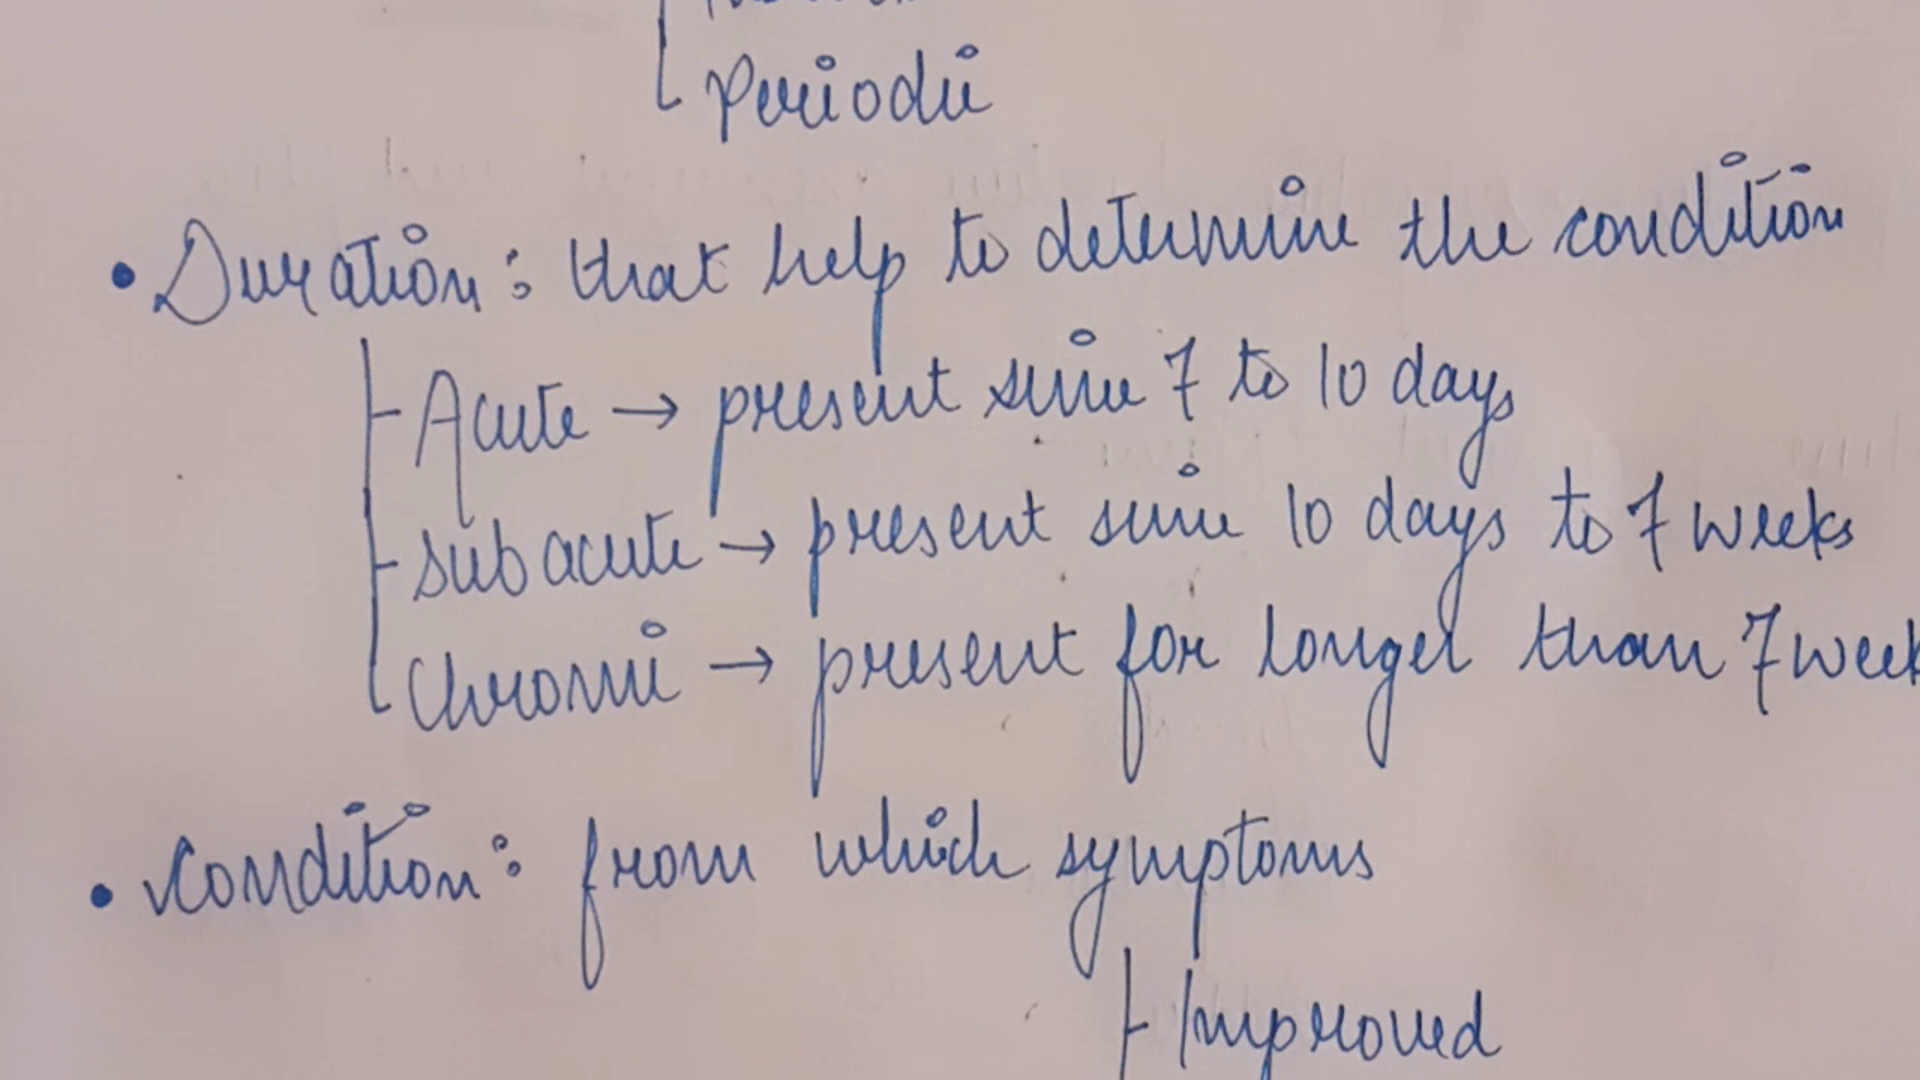 Periodic
• Duration: that help to determine the condition
Acute → present since 7 to 10 days
subacute → present since 10 days to 7 weeks
Chronic → present for longer than 7 week
• Condition: from which symptoms
Improved